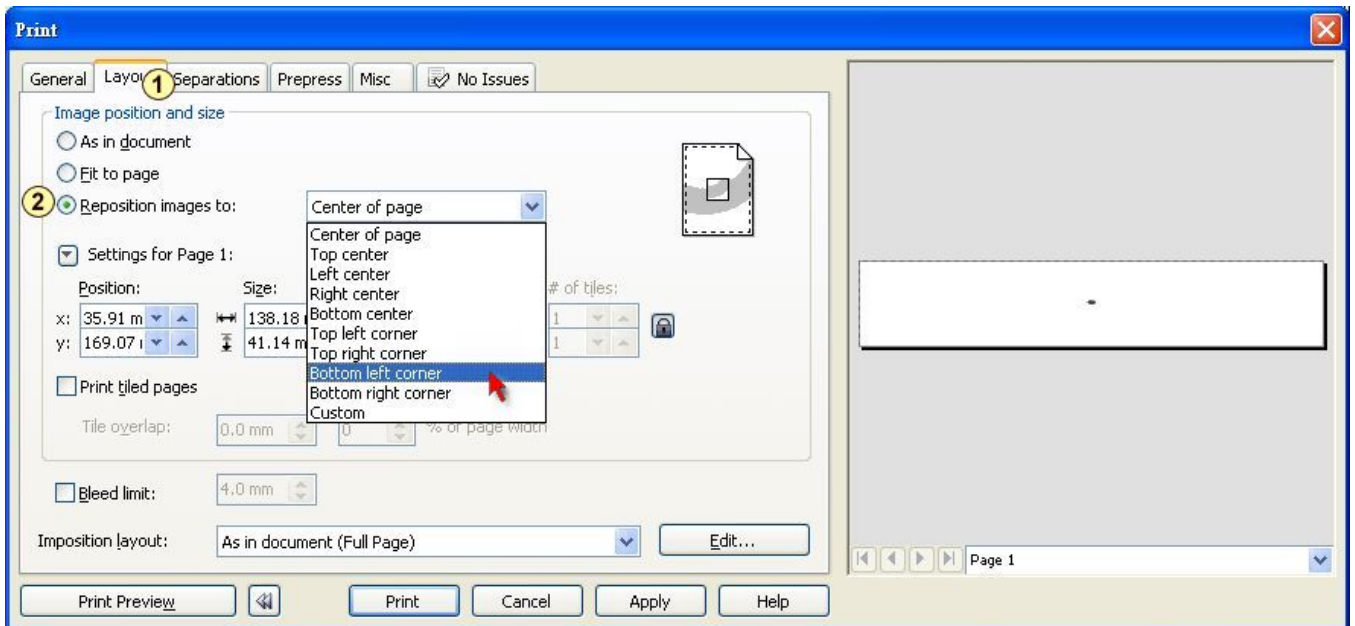 Print
General Layou 1 Separations Prepress Misc No Issues
Image position and size
As in document
Fit to page
2 Reposition images to: Center of page
Center of page
Settings for Page 1:
Top center
Left center
Position: Size: Right center # of tiles:
x: 35.91 m 138.18 Bottom center 1
Top left corner
y: 169.07 41.14 m Top right corner 1
Bottom left corner
Print tiled pages
Bottom right corner
Custom
Tile overlap: 0.0 mm 0 % of page width
Bleed limit: 4.0 mm
Imposition layout: As in document (Full Page) Edit...
Page 1
Print Preview Print Cancel Apply Help